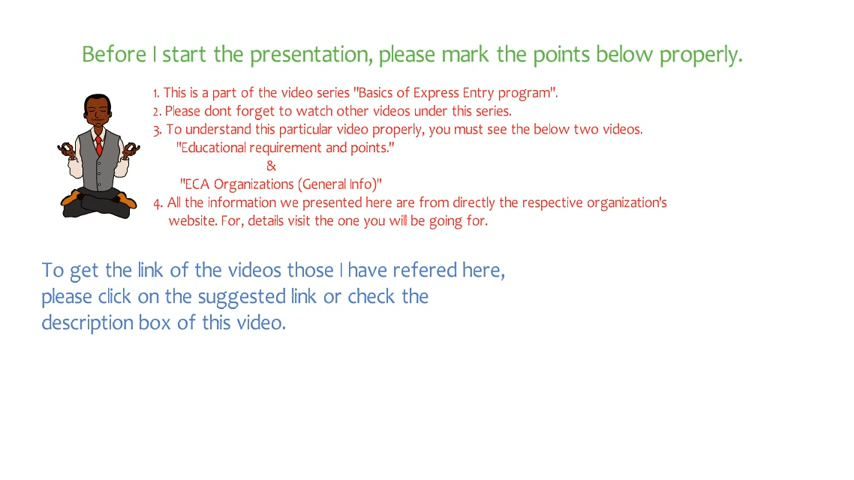 Before I start the presentation, please mark the points below properly.
1. This is a part of the video series "Basics of Express Entry program".
2. Please dont forget to watch other videos under this series.
3. To understand this particular video properly, you must see the below two videos.
"Educational requirement and points."
&
"ECA Organizations (General Info)"
4. All the information we presented here are from directly the respective organization's
website. For, details visit the one you will be going for.
To get the link of the videos those I have refered here,
please click on the suggested link or check the
description box of this video.